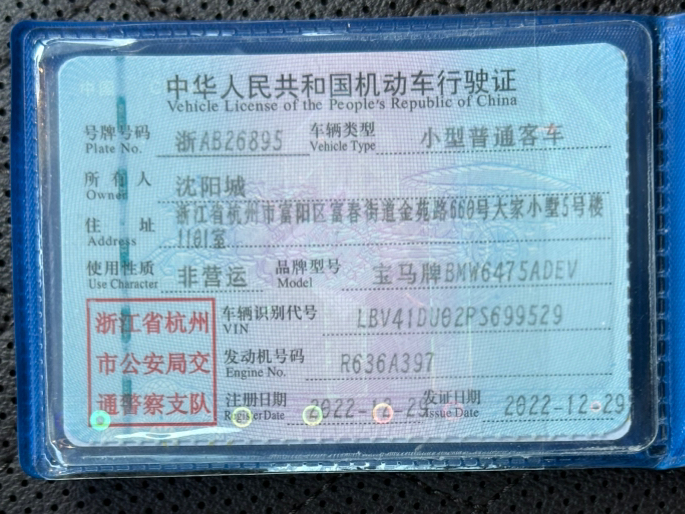 中华人民共和国机动车行驶证
Vehicle License of the People's Republic of China
号牌号码 浙AB26895 车辆类型 小型普通客车
Plate No. Vehicle Type
所有人 沈阳城
Owner
住址 浙江省杭州市富阳区富春街道金苑路660号大家小墅5号楼
Address 1101室
使用性质 非营运 品牌型号 宝马牌BMW6475ADEV
Use Character Model
浙江省杭州 车辆识别代号 LBV41DU02PS699529
VIN
市公安局交 发动机号码 R636A397
Engine No.
通警察支队 注册日期 2022-12-29 发证日期 2022-12-29
Register Date Issue Date